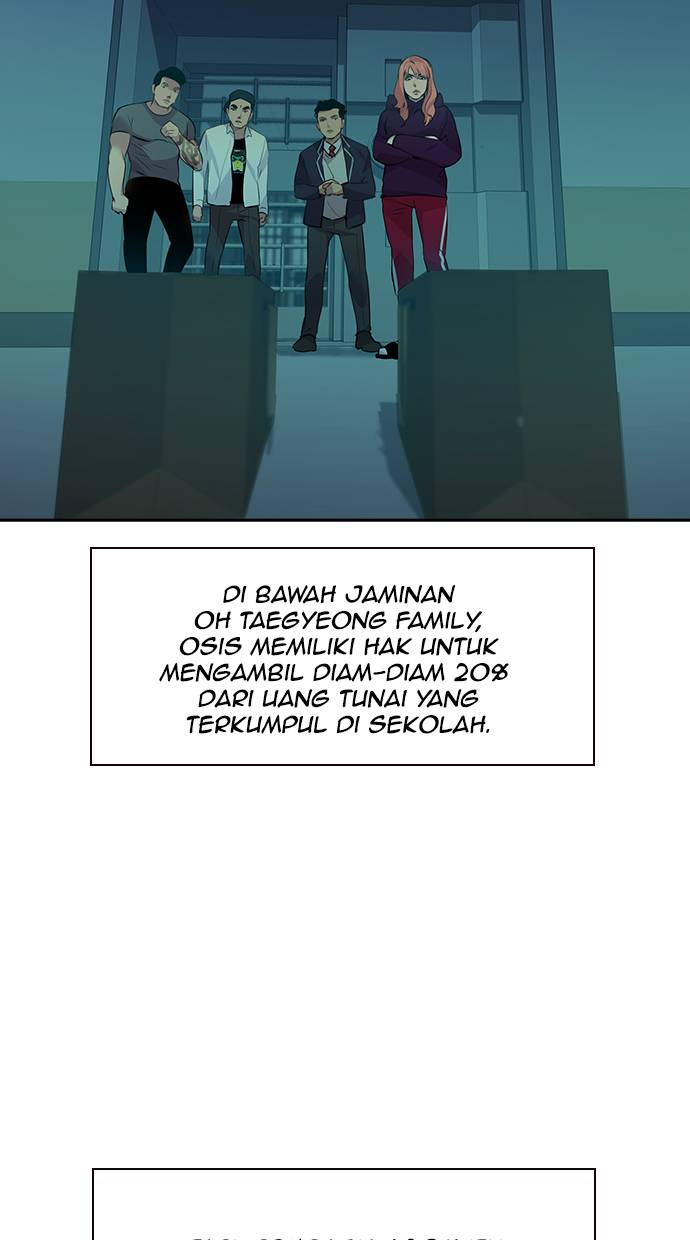 DI BAWAH JAMINAN
OH TAEGYEONG FAMILY,
OSIS MEMILIKI HAK UNTUK
MENGAMBIL DIAM-DIAM 20%
DARI UANG TUNAI YANG
TERKUMPUL DI SEKOLAH.